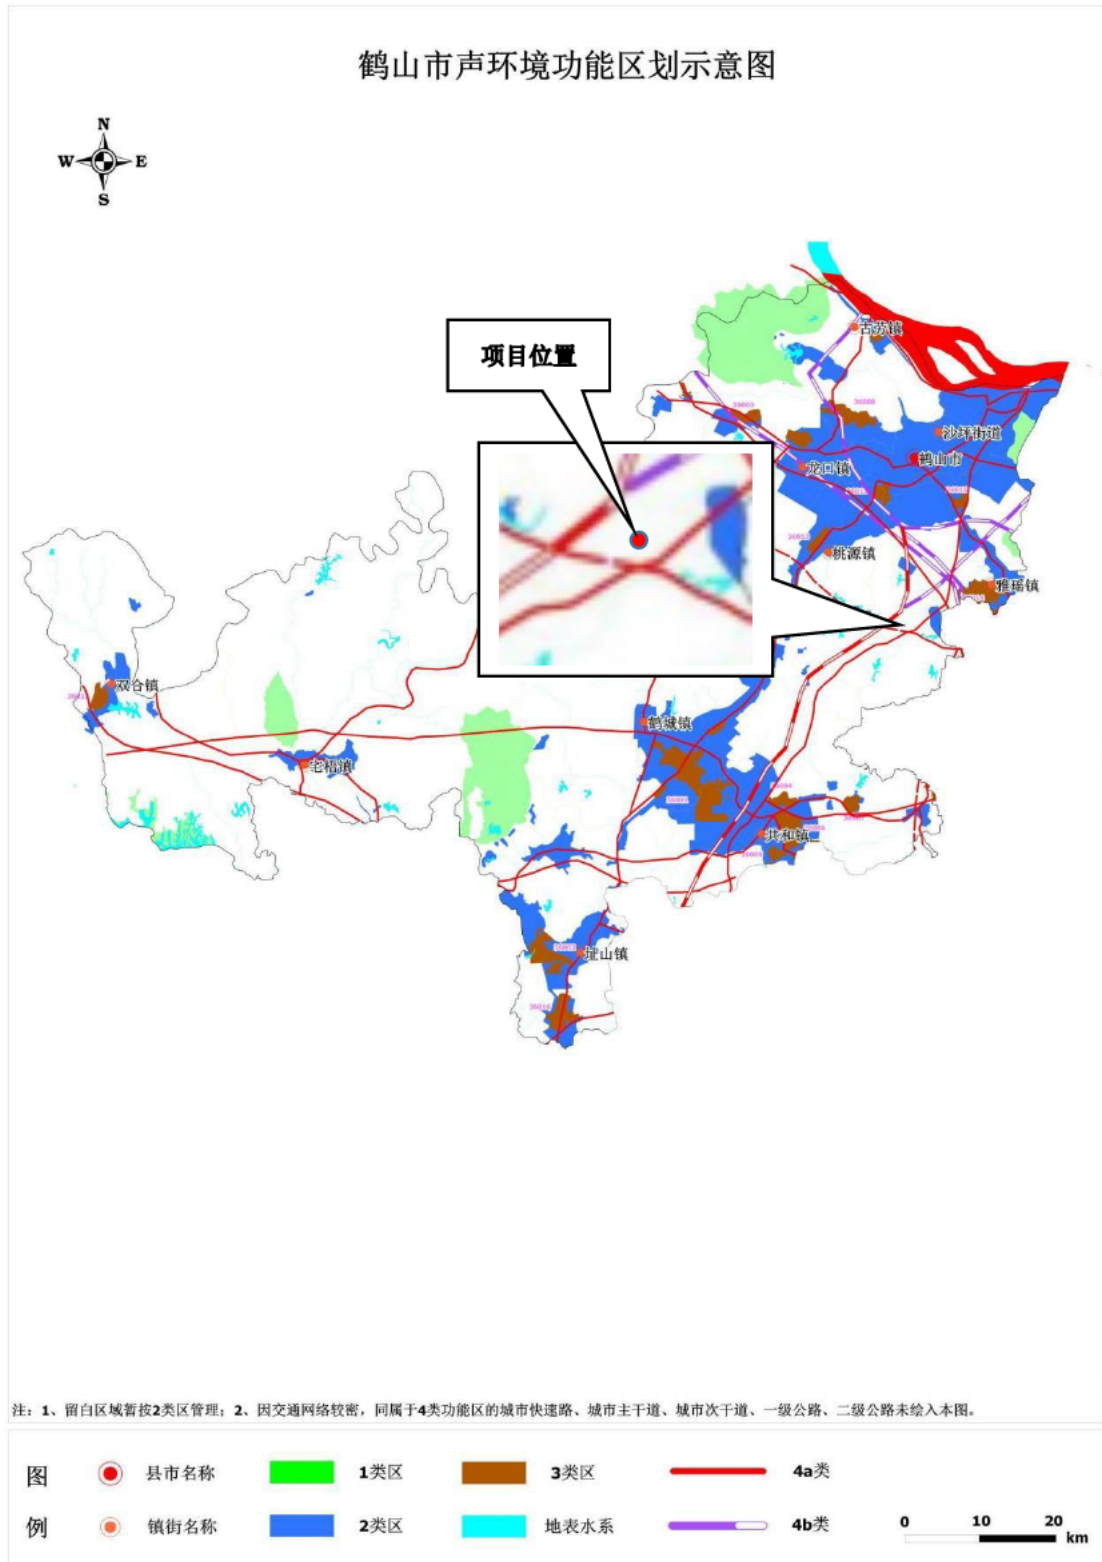 鹤山市声环境功能区划示意图
N
W E
S
项目位置
古劳镇
36003
36008
沙坪街道
鹤山市
龙口镇
桃源镇
雅瑶镇
双合镇
鹤城镇
宅梧镇
共和镇
址山镇
注：1、留白区域暂按2类区管理；2、因交通网络较密，同属于4类功能区的城市快速路、城市主干道、城市次干道、一级公路、二级公路未绘入本图。
图 县市名称 1类区 3类区 4a类
例 镇街名称 2类区 地表水系 4b类
0 10 20
km